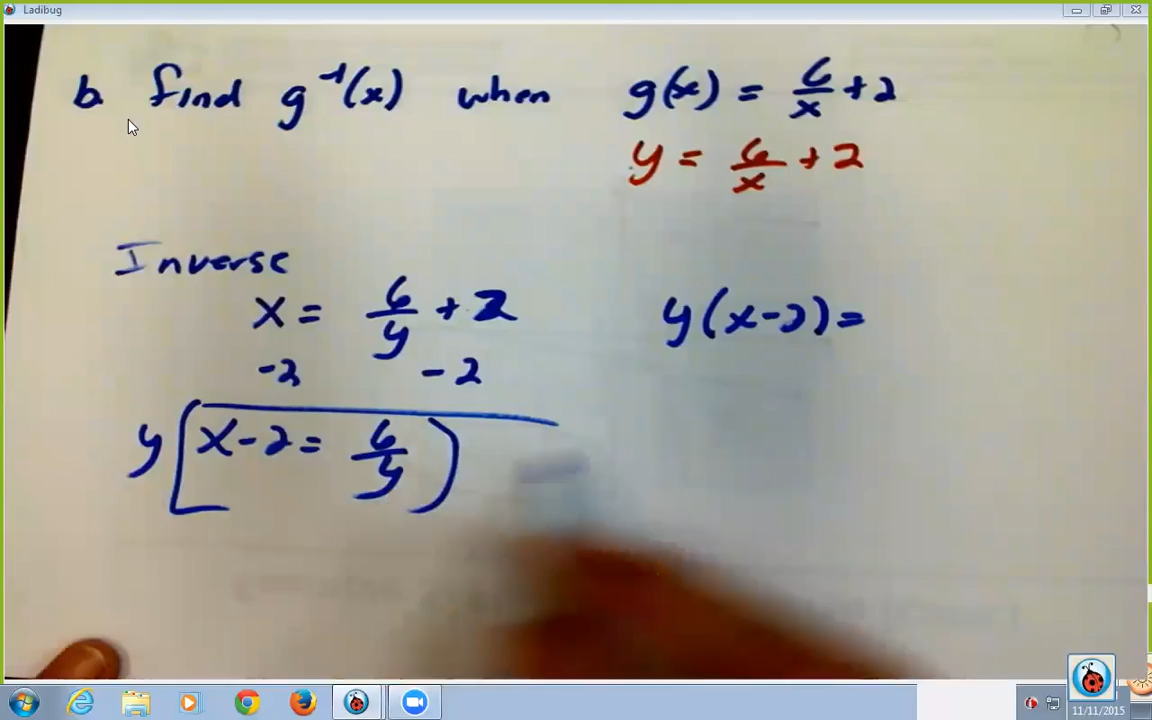 Ladibug
b. find g⁻¹(x) when g(x) = 6/x + 2
y = 6/x + 2
Inverse
x = 6/y + 2
-2 - 2
y[x-2 = 6/y)
y(x-2) =
11/11/2015